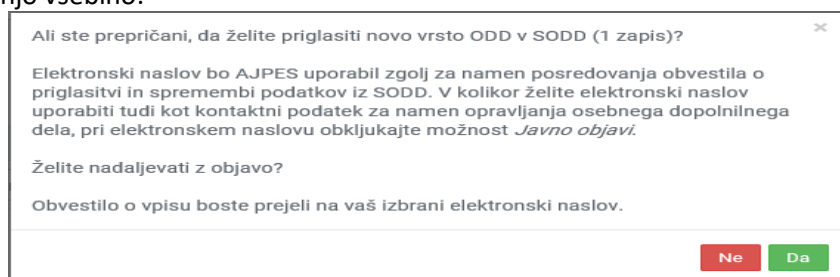 njo vsebino:
Ali ste prepričani, da želite priglasiti novo vrsto ODD v SODD (1 zapis)?
×
Elektronski naslov bo AJPES uporabil zgolj za namen posredovanja obvestila o
priglasitvi in spremembi podatkov iz SODD. V kolikor želite elektronski naslov
uporabiti tudi kot kontaktni podatek za namen opravljanja osebnega dopolnilnega
dela, pri elektronskem naslovu obkljukajte možnost Javno objavi.
Želite nadaljevati z objavo?
Obvestilo o vpisu boste prejeli na vaš izbrani elektronski naslov.
Ne Da